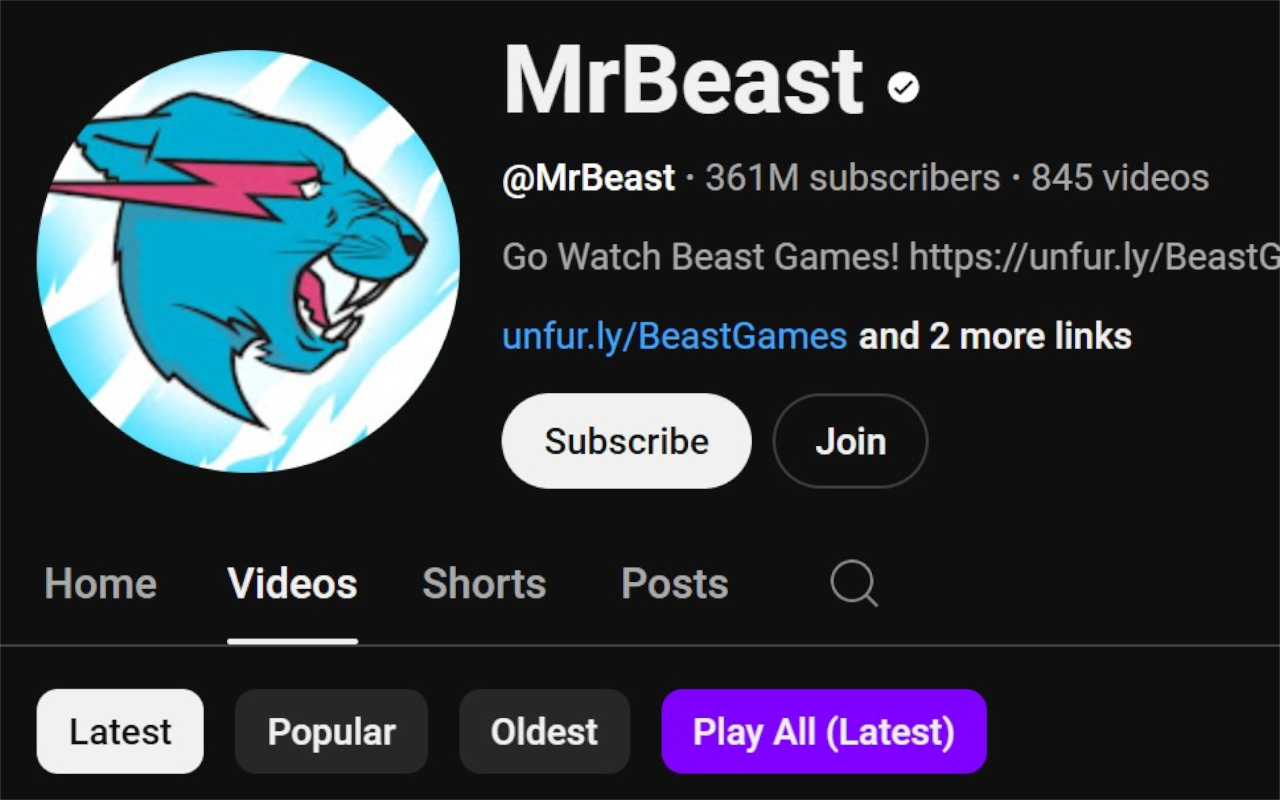 MrBeast
@MrBeast · 361M subscribers · 845 videos
Go Watch Beast Games! https://unfur.ly/BeastG
unfur.ly/BeastGames and 2 more links
Subscribe Join
Home Videos Shorts Posts
Latest Popular Oldest Play All (Latest)